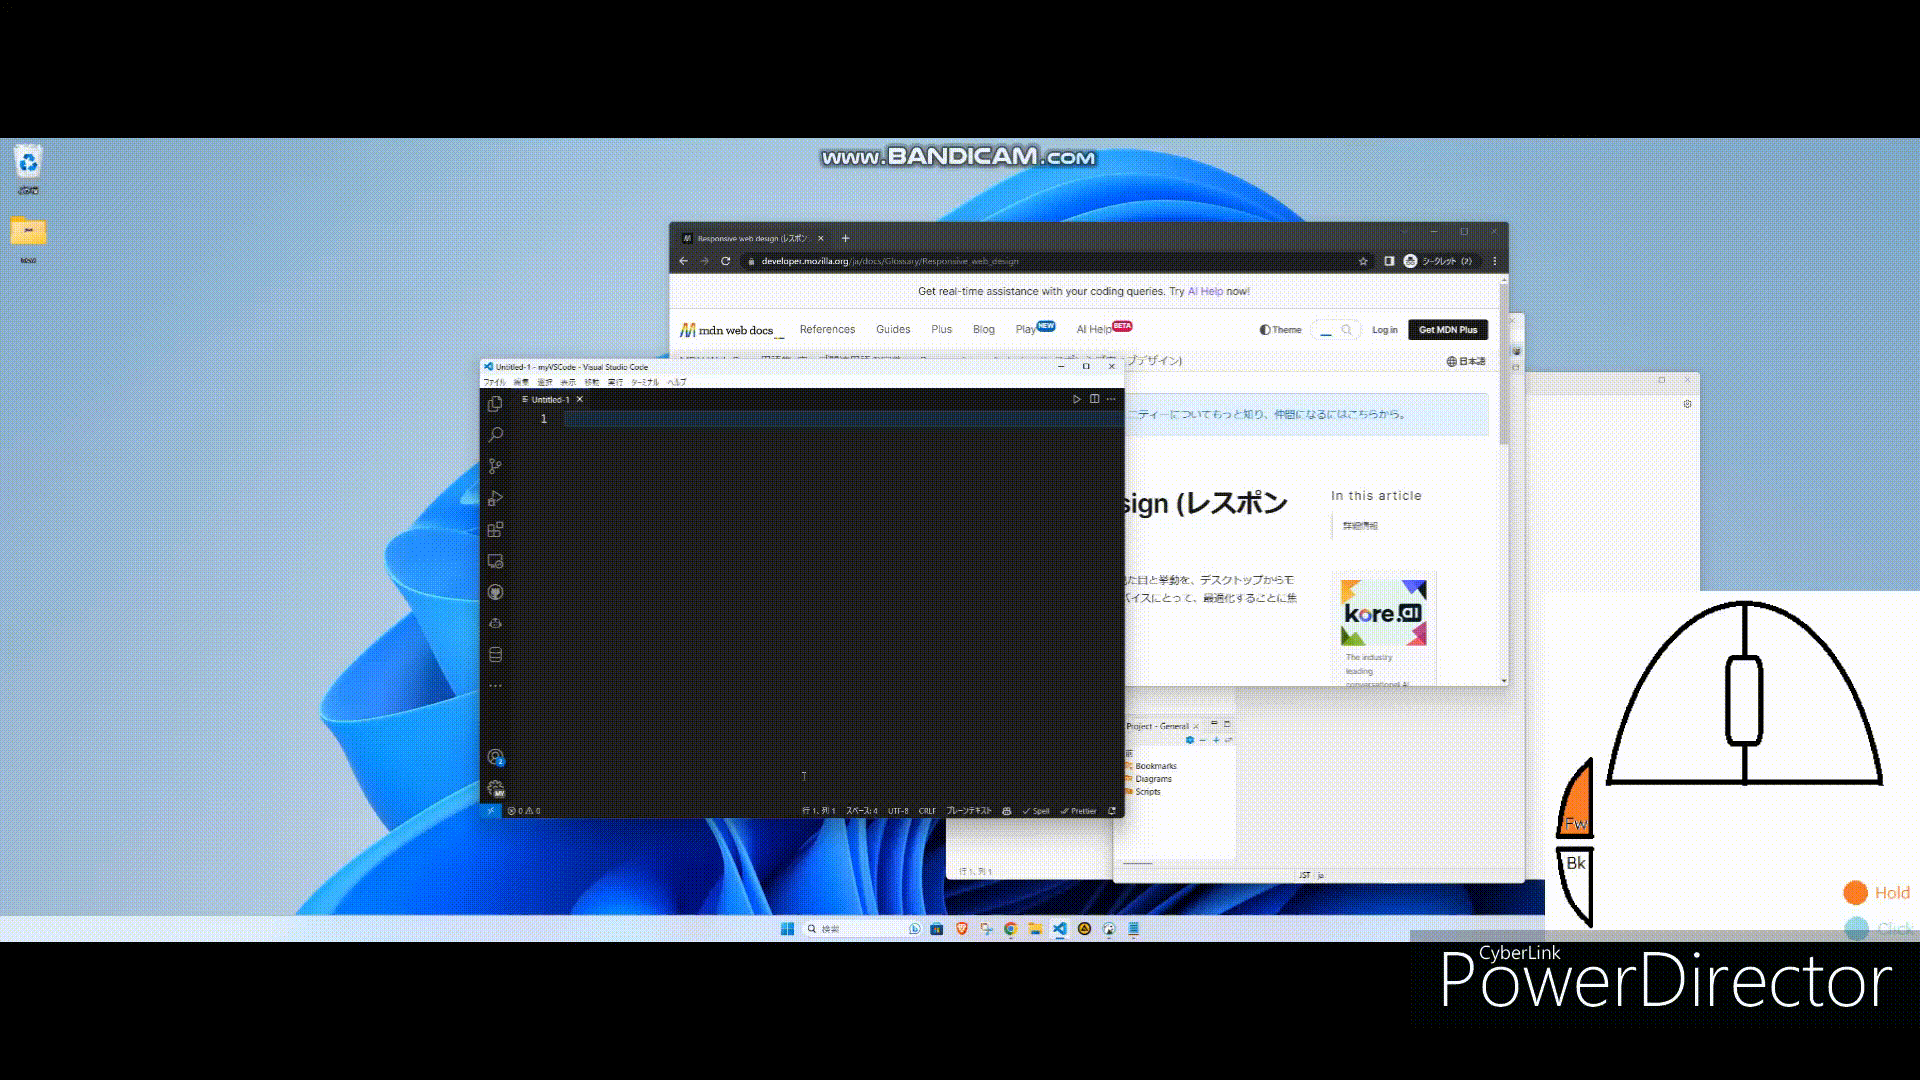 www.BANDICAM.com
Responsive web design (レスポン
developer.mozilla.org/ja/docs/Glossary/Responsive_web_design
シークレット (2)
Get real-time assistance with your coding queries. Try AI Help now!
mdn web docs
References
Guides
Plus
Blog
Play NEW
AI Help BETA
Theme
Log in
Get MDN Plus
ブデザイン)
日本語
Untitled-1 - myVSCode - Visual Studio Code
ファイル 編集 選択 表示 移動 実行 ターミナル ヘルプ
Untitled-1
1
ニティーについてもっと知り、仲間になるにはこちらから。
sign (レスポン
In this article
詳細情報
た目と挙動を、デスクトップからモ
バイスにとって、最適化することに焦
kore.ai
The industry
leading
conversational AI
Project - General
Bookmarks
Diagrams
Scripts
2
MY
0 0
行 1、列 1
スペース: 4
UTF-8
CRLF
プレーンテキスト
Spell
Prettier
行 1、列 1
JST
ja
検索
Fw
Bk
Hold
Click
CyberLink
PowerDirector